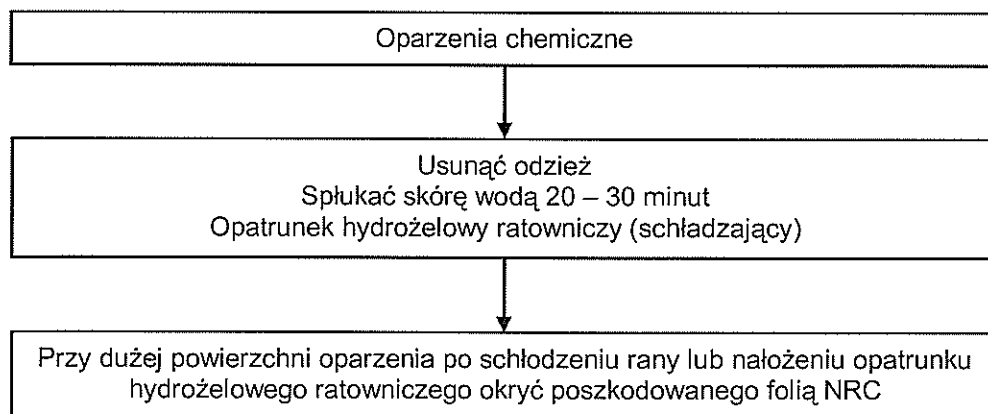 Oparzenia chemiczne
Usunąć odzież
Spłukać skórę wodą 20 – 30 minut
Opatrunek hydrożelowy ratowniczy (schładzający)
Przy dużej powierzchni oparzenia po schłodzeniu rany lub nałożeniu opatrunku
hydrożelowego ratowniczego okryć poszkodowanego folią NRC